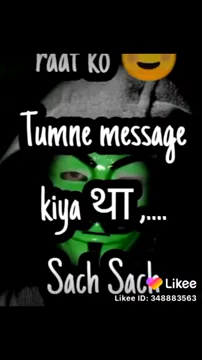 raat ko
Tumne message
kiya था ,....
Sach Sach
Likee
Likee ID: 348883563